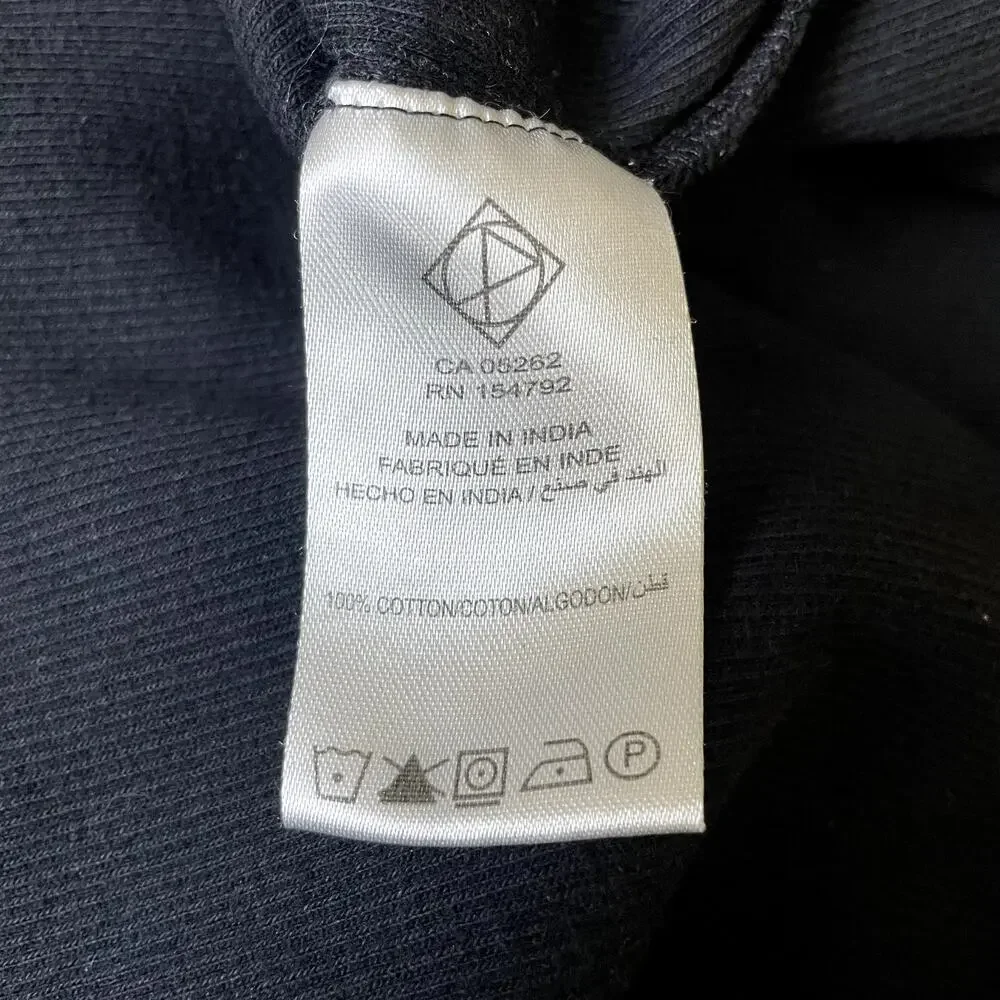 CA 05262
RN 154792
MADE IN INDIA
FABRIQUÉ EN INDE
HECHO EN INDIA / الهند في صنع
100% COTTON/COTON/ALGODON/قطن
P